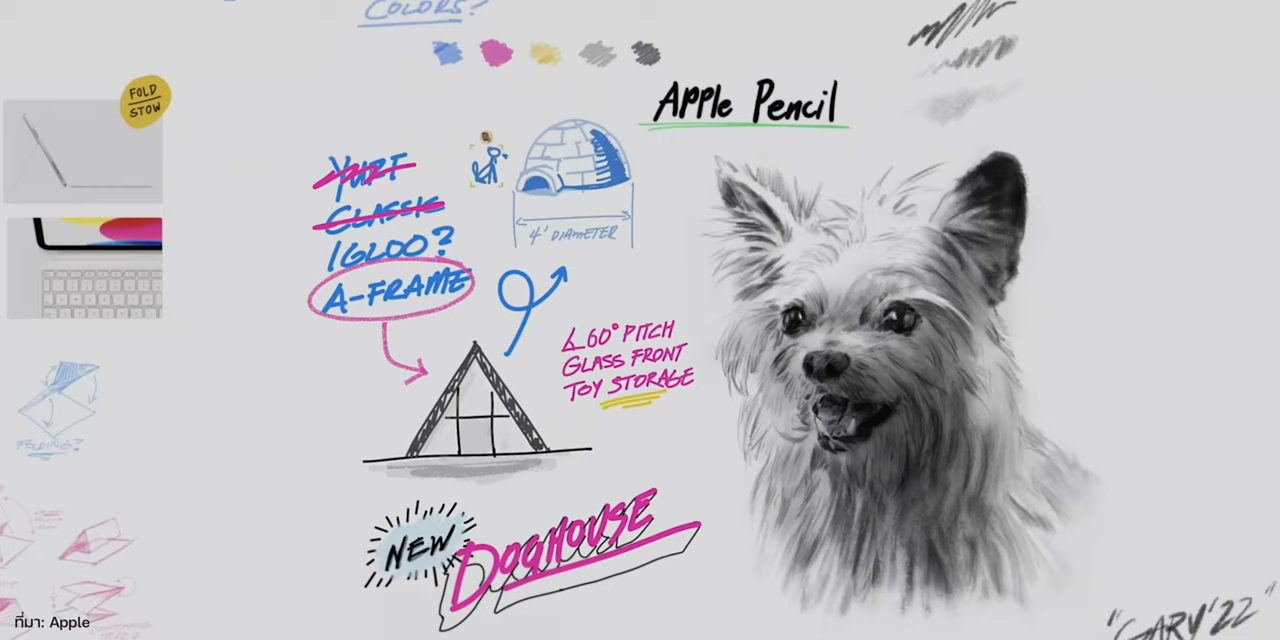 COLORS?
FOLD
STOW
Apple Pencil
YURT
CLASSIC
IGLOO?
A-FRAME
4' DIAMETER
60° PITCH
GLASS FRONT
TOY STORAGE
FOLDING?
NEW
DOGHOUSE
"GARY '22"
ที่มา: Apple